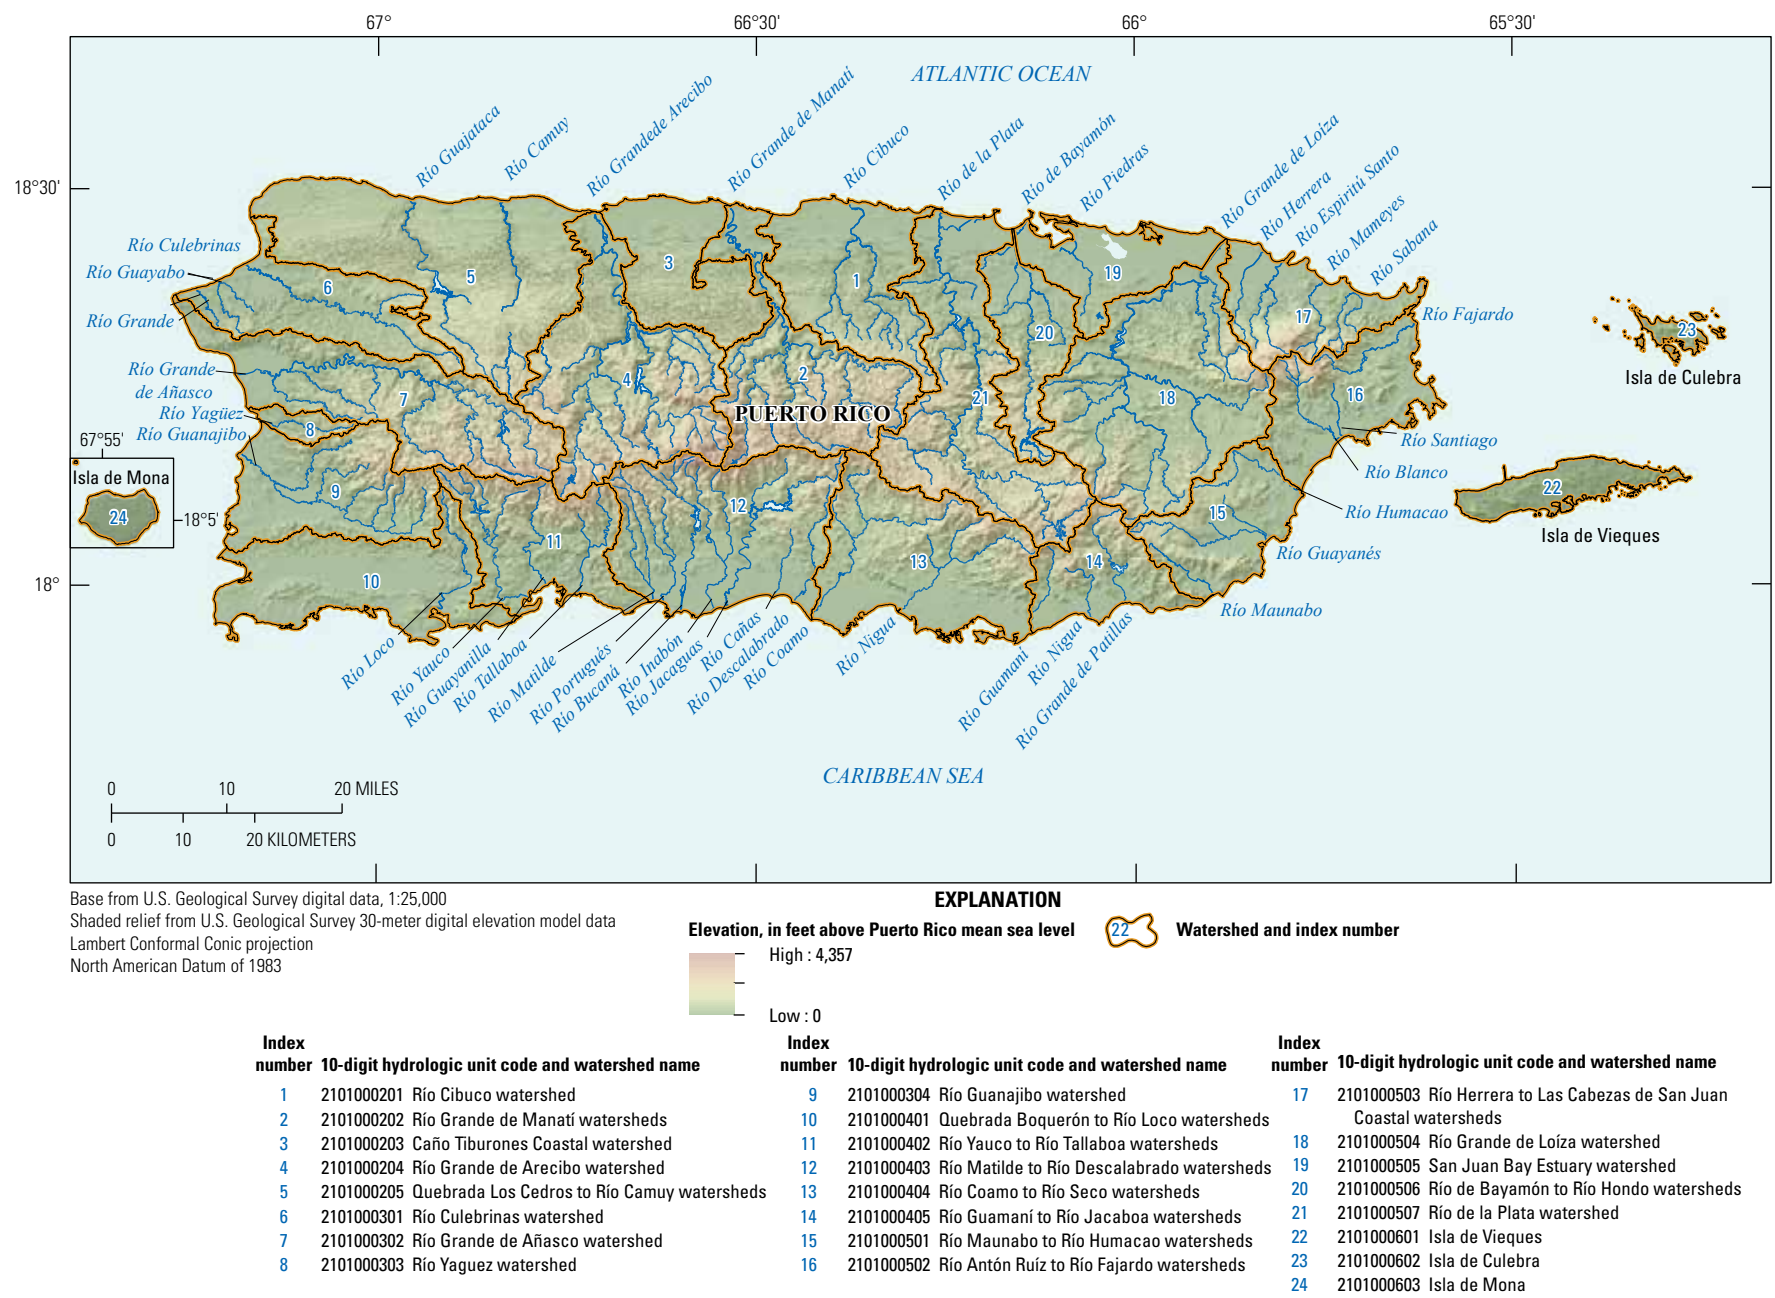 67°
66°30'
66°
65°30'
ATLANTIC OCEAN
18°30'
Río Guajataca
Río Camuy
Río Grandede Arecibo
Río Grande de Manatí
Río Cibuco
Río de la Plata
Río de Bayamón
Río Piedras
Río Grande de Loíza
Río Herrera
Río Espiritú Santo
Río Mameyes
Río Sabana
Río Culebrinas
Río Guayabo
Río Grande
Río Fajardo
5
6
3
1
19
20
17
23
Isla de Culebra
Río Grande
de Añasco
Río Yagüez
Río Guanajibo
7
8
4
2
PUERTO RICO
21
18
16
Río Santiago
Río Blanco
67°55'
Isla de Mona
24
18°5'
9
12
15
22
Río Humacao
Isla de Vieques
Río Guayanés
11
13
14
10
18°
Río Maunabo
Río Loco
Río Yauco
Río Guayanilla
Río Tallaboa
Río Matilde
Río Portugués
Río Bucaná
Río Inabón
Río Jacaguas
Río Cañas
Río Descalabrado
Río Coamo
Río Nigua
Río Guamaní
Río Nigua
Río Grande de Patillas
CARIBBEAN SEA
0 10 20 MILES
0 10 20 KILOMETERS
Base from U.S. Geological Survey digital data, 1:25,000
Shaded relief from U.S. Geological Survey 30-meter digital elevation model data
Lambert Conformal Conic projection
North American Datum of 1983
EXPLANATION
Elevation, in feet above Puerto Rico mean sea level
High : 4,357
Low : 0
22
Watershed and index number
Index
number 10-digit hydrologic unit code and watershed name
1 2101000201 Río Cibuco watershed
2 2101000202 Río Grande de Manatí watersheds
3 2101000203 Caño Tiburones Coastal watershed
4 2101000204 Río Grande de Arecibo watershed
5 2101000205 Quebrada Los Cedros to Río Camuy watersheds
6 2101000301 Río Culebrinas watershed
7 2101000302 Río Grande de Añasco watershed
8 2101000303 Río Yaguez watershed
Index
number 10-digit hydrologic unit code and watershed name
9 2101000304 Río Guanajibo watershed
10 2101000401 Quebrada Boquerón to Río Loco watersheds
11 2101000402 Río Yauco to Río Tallaboa watersheds
12 2101000403 Río Matilde to Río Descalabrado watersheds
13 2101000404 Río Coamo to Río Seco watersheds
14 2101000405 Río Guamaní to Río Jacaboa watersheds
15 2101000501 Río Maunabo to Río Humacao watersheds
16 2101000502 Río Antón Ruíz to Río Fajardo watersheds
Index
number 10-digit hydrologic unit code and watershed name
17 2101000503 Río Herrera to Las Cabezas de San Juan
Coastal watersheds
18 2101000504 Río Grande de Loíza watershed
19 2101000505 San Juan Bay Estuary watershed
20 2101000506 Río de Bayamón to Río Hondo watersheds
21 2101000507 Río de la Plata watershed
22 2101000601 Isla de Vieques
23 2101000602 Isla de Culebra
24 2101000603 Isla de Mona